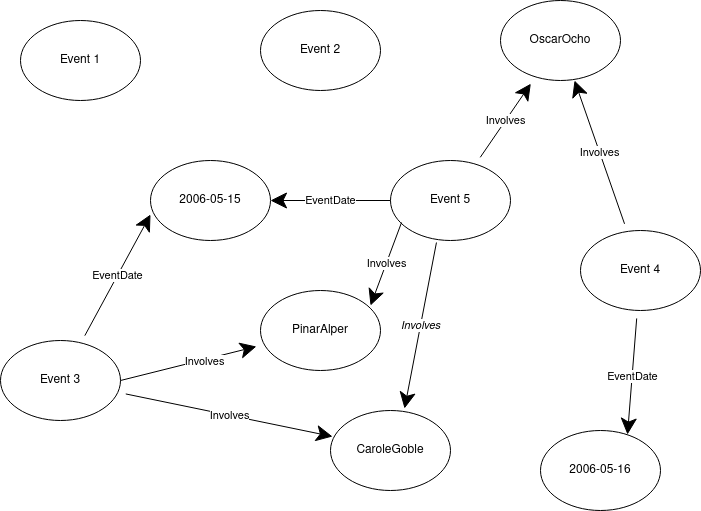 OscarOcho
Event 1
Event 2
Involves
Involves
2006-05-15
EventDate
Event 5
Involves
EventDate
Event 4
PinarAlper
Involves
Involves
Event 3
EventDate
Involves
CaroleGoble
2006-05-16